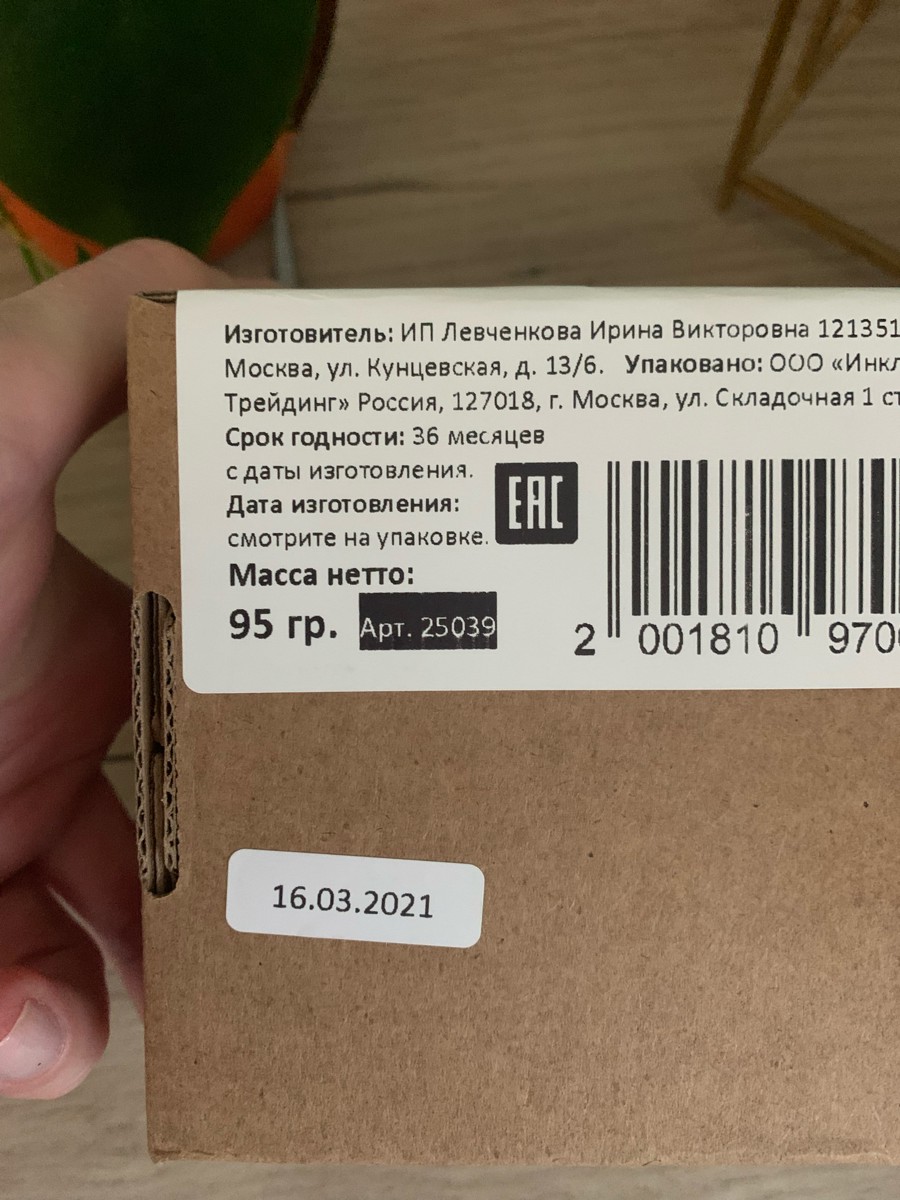 Изготовитель: ИП Левченкова Ирина Викторовна 121351
Москва, ул. Кунцевская, д. 13/6. Упаковано: ООО «Инкл
Трейдинг» Россия, 127018, г. Москва, ул. Складочная 1 ст
Срок годности: 36 месяцев
с даты изготовления.
Дата изготовления:
смотрите на упаковке.
EAC
Масса нетто:
95 гр. Арт. 25039
2 001810 970
16.03.2021